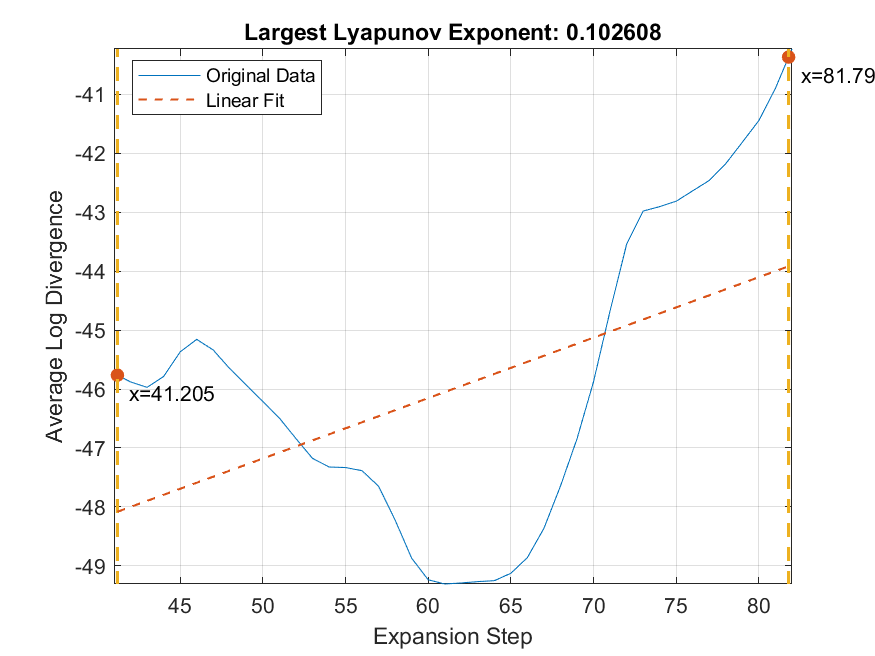 Largest Lyapunov Exponent: 0.102608
Original Data
Linear Fit
x=81.79
x=41.205
-41
-42
-43
-44
-45
-46
-47
-48
-49
Average Log Divergence
45 50 55 60 65 70 75 80
Expansion Step